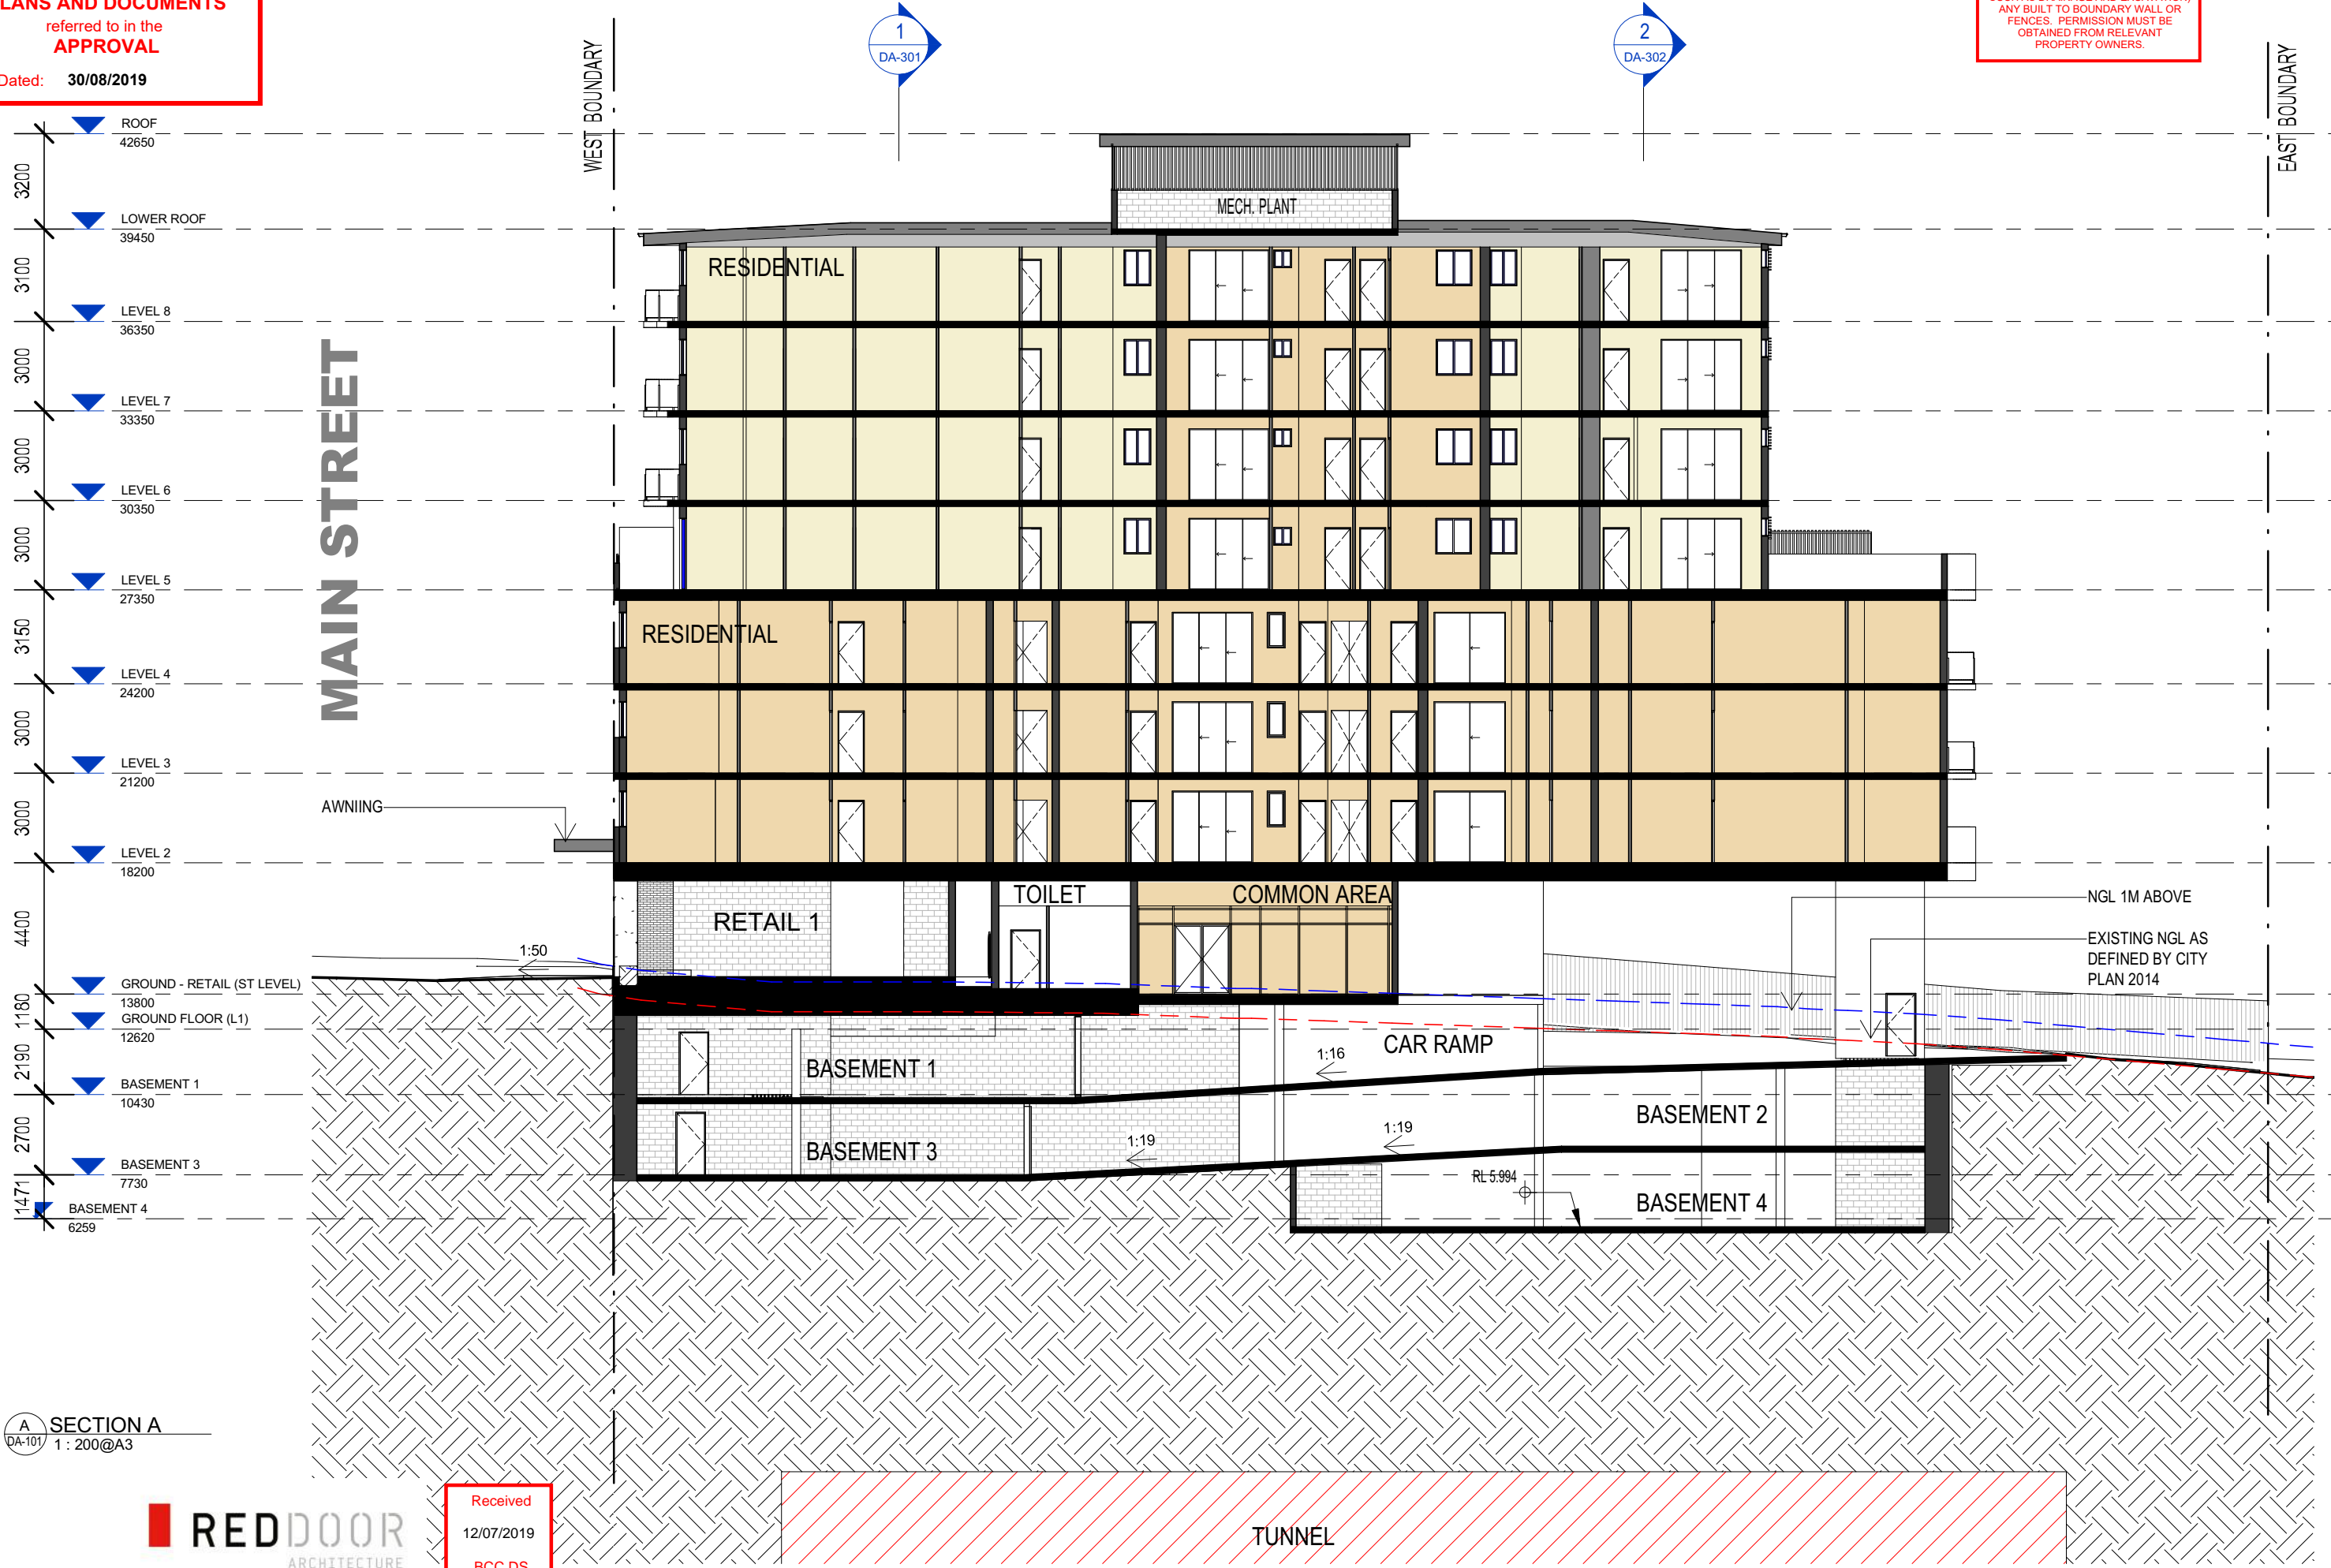 PLANS AND DOCUMENTS
referred to in the
APPROVAL
Dated: 30/08/2019
ANY BUILT TO BOUNDARY WALL OR
FENCES. PERMISSION MUST BE
OBTAINED FROM RELEVANT
PROPERTY OWNERS.
1
DA-301
2
DA-302
WEST BOUNDARY
EAST BOUNDARY
ROOF
42650
3200
LOWER ROOF
39450
3100
LEVEL 8
36350
3000
LEVEL 7
33350
3000
LEVEL 6
30350
3000
LEVEL 5
27350
3150
LEVEL 4
24200
3000
LEVEL 3
21200
3000
LEVEL 2
18200
4400
GROUND - RETAIL (ST LEVEL)
13800
1180
GROUND FLOOR (L1)
12620
2190
BASEMENT 1
10430
2700
BASEMENT 3
7730
1471
BASEMENT 4
6259
MAIN STREET
MECH. PLANT
RESIDENTIAL
RESIDENTIAL
AWNIING
TOILET
COMMON AREA
RETAIL 1
1:50
NGL 1M ABOVE
EXISTING NGL AS
DEFINED BY CITY
PLAN 2014
CAR RAMP
1:16
BASEMENT 1
BASEMENT 2
1:19
1:19
BASEMENT 3
RL 5.994
BASEMENT 4
A
DA-101
SECTION A
1 : 200@A3
REDDOOR
ARCHITECTURE
Received
12/07/2019
BCC DS
TUNNEL